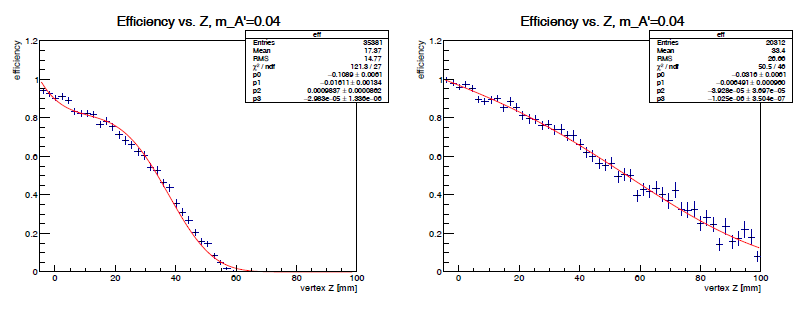 Efficiency vs. Z, m_A'=0.04
eff
Entries 35381
Mean 17.37
RMS 14.77
χ² / ndf 121.3 / 27
p0 −0.1089 ± 0.0061
p1 −0.01611 ± 0.00134
p2 0.0009837 ± 0.0000862
p3 −2.983e−05 ± 1.836e−06
efficiency
1.2
1
0.8
0.6
0.4
0.2
0
0 20 40 60 80 100
vertex Z [mm]
Efficiency vs. Z, m_A'=0.04
eff
Entries 20312
Mean 33.4
RMS 26.66
χ² / ndf 50.5 / 46
p0 −0.0316 ± 0.0061
p1 −0.006491 ± 0.000960
p2 −3.928e−05 ± 3.697e−05
p3 −1.025e−06 ± 3.504e−07
efficiency
1.2
1
0.8
0.6
0.4
0.2
0
0 20 40 60 80 100
vertex Z [mm]